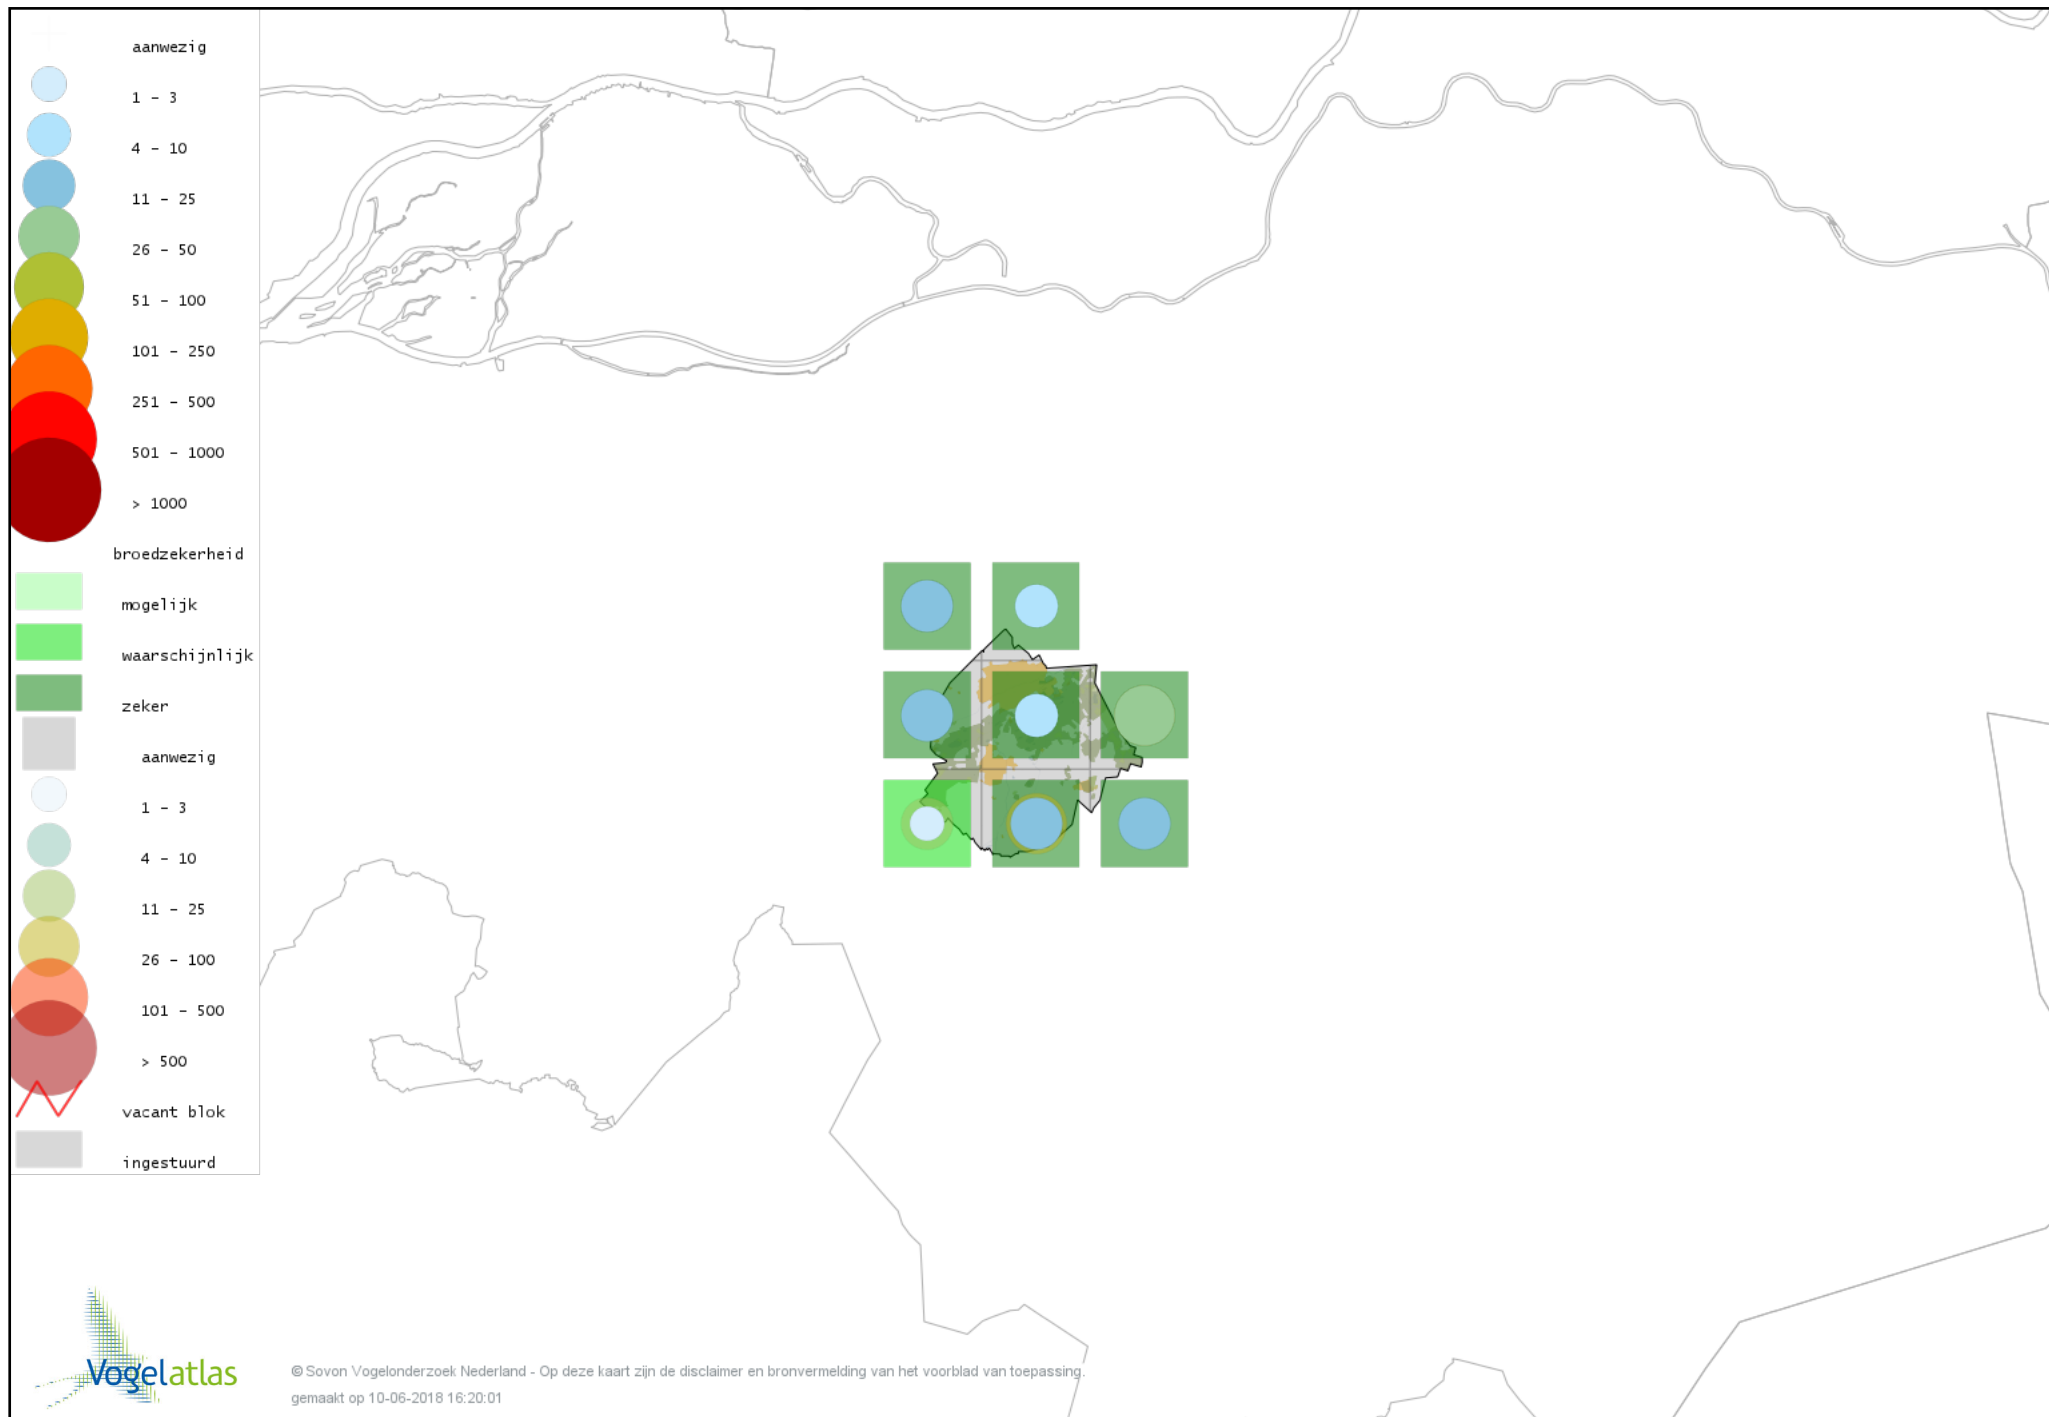 aanwezig
1 - 3
4 - 10
11 - 25
26 - 50
51 - 100
101 - 250
251 - 500
501 - 1000
> 1000
broedzekerheid
mogelijk
waarschijnlijk
zeker
aanwezig
1 - 3
4 - 10
11 - 25
26 - 100
101 - 500
> 500
vacant blok
ingestuurd
Vogelatlas
© Sovon Vogelonderzoek Nederland - Op deze kaart zijn de disclaimer en bronvermelding van het voorblad van toepassing.
gemaakt op 10-06-2018 16:20:01